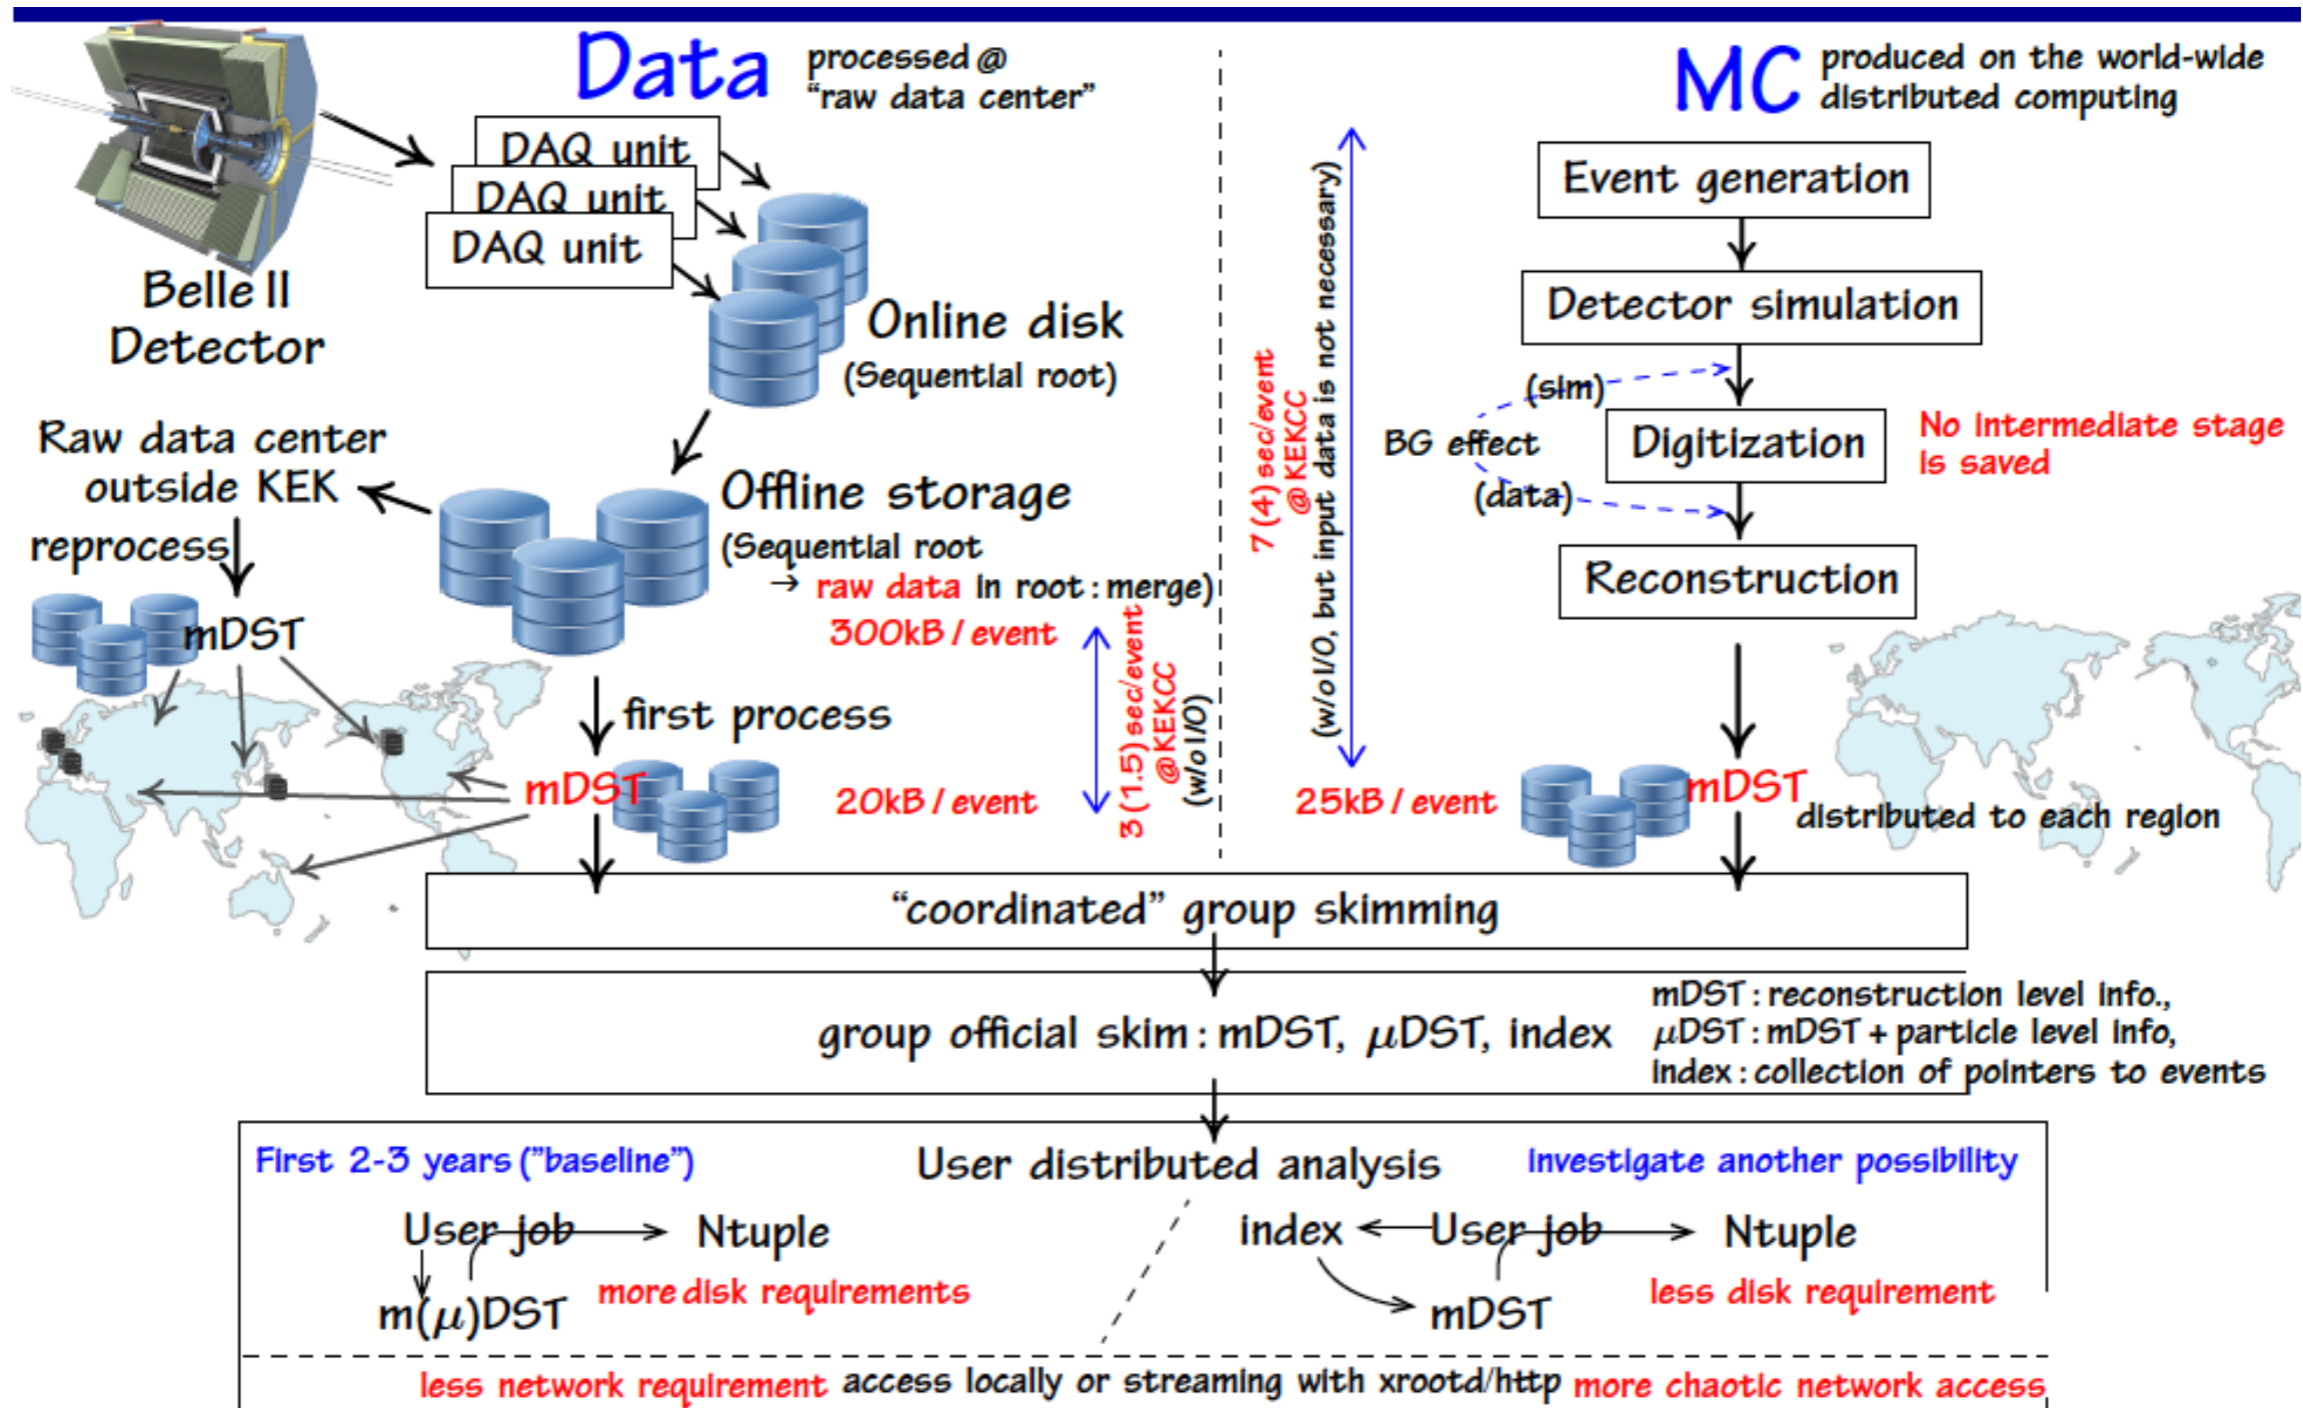 Data
processed @
“raw data center”
DAQ unit
DAQ unit
DAQ unit
Belle II
Detector
Online disk
(Sequential root)
Raw data center
outside KEK
reprocess
mDST
Offline storage
(Sequential root
→ raw data in root : merge)
300kB / event
first process
mDST
20kB / event
3 (1.5) sec/event
@KEKCC
(w/o I/O)
MC
produced on the world-wide
distributed computing
7 (4) sec/event
@KEKCC
(w/o I/O, but input data is not necessary)
Event generation
Detector simulation
(sim)
BG effect
(data)
Digitization
No intermediate stage
is saved
Reconstruction
25kB / event
mDST
distributed to each region
“coordinated” group skimming
group official skim : mDST, μDST, index
mDST : reconstruction level info.,
μDST : mDST + particle level info,
index : collection of pointers to events
First 2-3 years (”baseline”)
User distributed analysis
investigate another possibility
User job
Ntuple
m(μ)DST
more disk requirements
index
User job
Ntuple
mDST
less disk requirement
less network requirement access locally or streaming with xrootd/http more chaotic network access